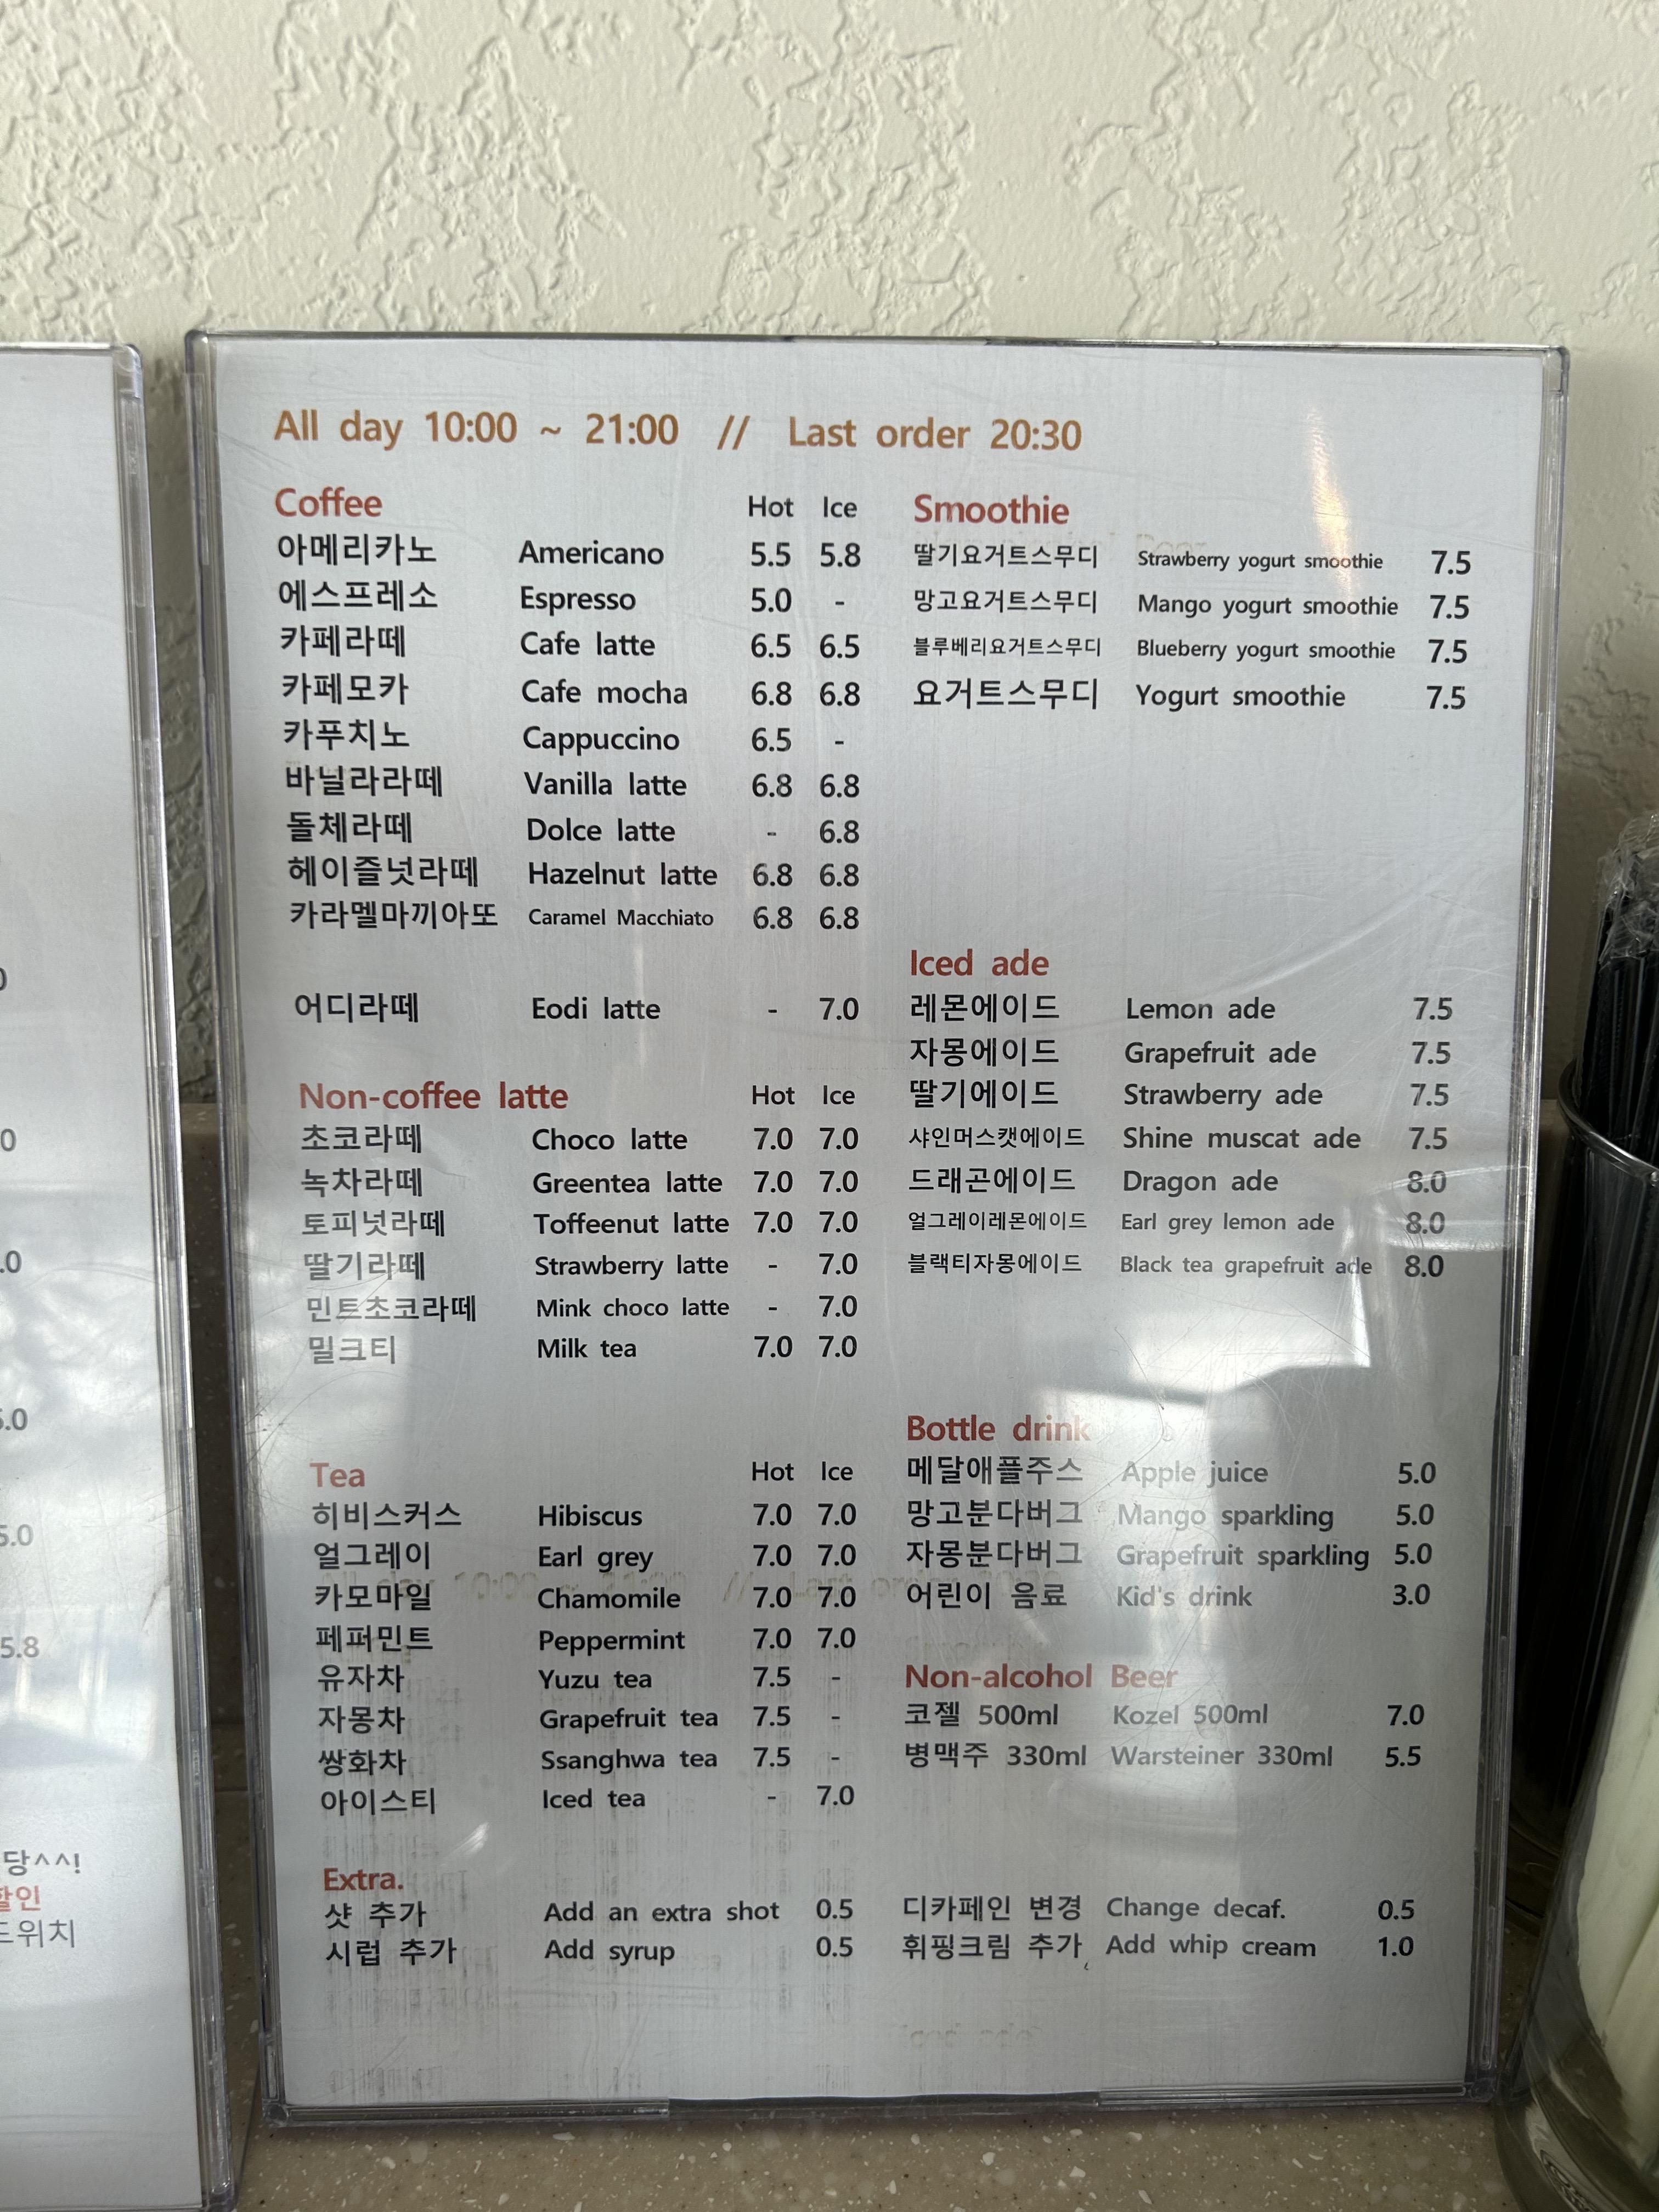 All day 10:00 ~ 21:00 // Last order 20:30
Coffee Hot Ice
아메리카노 Americano 5.5 5.8
에스프레소 Espresso 5.0 -
카페라떼 Cafe latte 6.5 6.5
카페모카 Cafe mocha 6.8 6.8
카푸치노 Cappuccino 6.5 -
바닐라라떼 Vanilla latte 6.8 6.8
돌체라떼 Dolce latte - 6.8
헤이즐넛라떼 Hazelnut latte 6.8 6.8
카라멜마끼아또 Caramel Macchiato 6.8 6.8
어디라떼 Eodi latte - 7.0
Non-coffee latte Hot Ice
초코라떼 Choco latte 7.0 7.0
녹차라떼 Greentea latte 7.0 7.0
토피넛라떼 Toffeenut latte 7.0 7.0
딸기라떼 Strawberry latte - 7.0
민트초코라떼 Mink choco latte - 7.0
밀크티 Milk tea 7.0 7.0
Tea Hot Ice
히비스커스 Hibiscus 7.0 7.0
얼그레이 Earl grey 7.0 7.0
카모마일 Chamomile 7.0 7.0
페퍼민트 Peppermint 7.0 7.0
유자차 Yuzu tea 7.5 -
자몽차 Grapefruit tea 7.5 -
쌍화차 Ssanghwa tea 7.5 -
아이스티 Iced tea - 7.0
Extra.
샷 추가 Add an extra shot 0.5
시럽 추가 Add syrup 0.5
Smoothie
딸기요거트스무디 Strawberry yogurt smoothie 7.5
망고요거트스무디 Mango yogurt smoothie 7.5
블루베리요거트스무디 Blueberry yogurt smoothie 7.5
요거트스무디 Yogurt smoothie 7.5
Iced ade
레몬에이드 Lemon ade 7.5
자몽에이드 Grapefruit ade 7.5
딸기에이드 Strawberry ade 7.5
샤인머스캣에이드 Shine muscat ade 7.5
드래곤에이드 Dragon ade 8.0
얼그레이레몬에이드 Earl grey lemon ade 8.0
블랙티자몽에이드 Black tea grapefruit ade 8.0
Bottle drink
메달애플주스 Apple juice 5.0
망고분다버그 Mango sparkling 5.0
자몽분다버그 Grapefruit sparkling 5.0
어린이 음료 Kid's drink 3.0
Non-alcohol Beer
코젤 500ml Kozel 500ml 7.0
병맥주 330ml Warsteiner 330ml 5.5
디카페인 변경 Change decaf. 0.5
휘핑크림 추가 Add whip cream 1.0